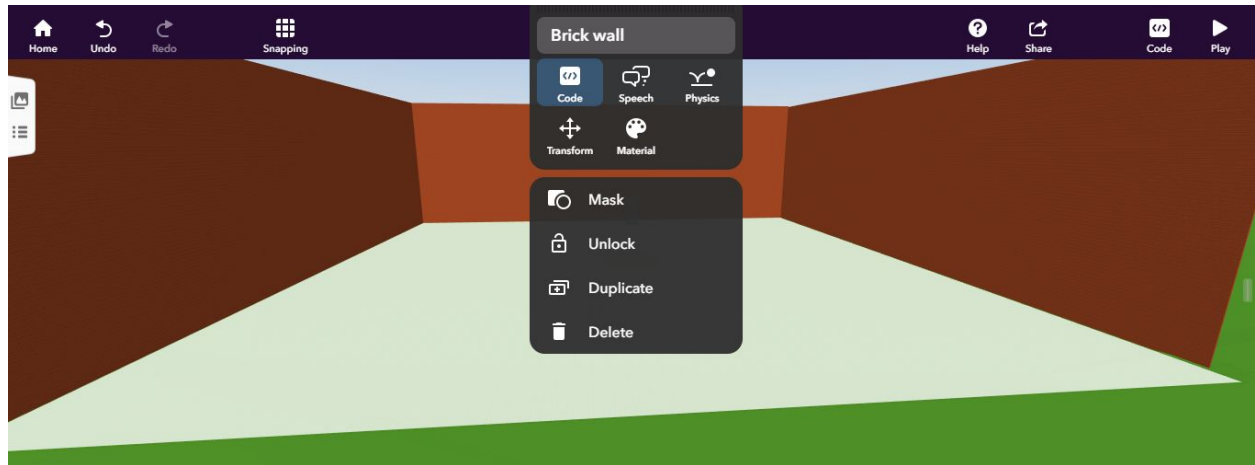 Home Undo Redo Snapping
Brick wall
Help Share Code Play
Code Speech Physics
Transform Material
Mask
Unlock
Duplicate
Delete